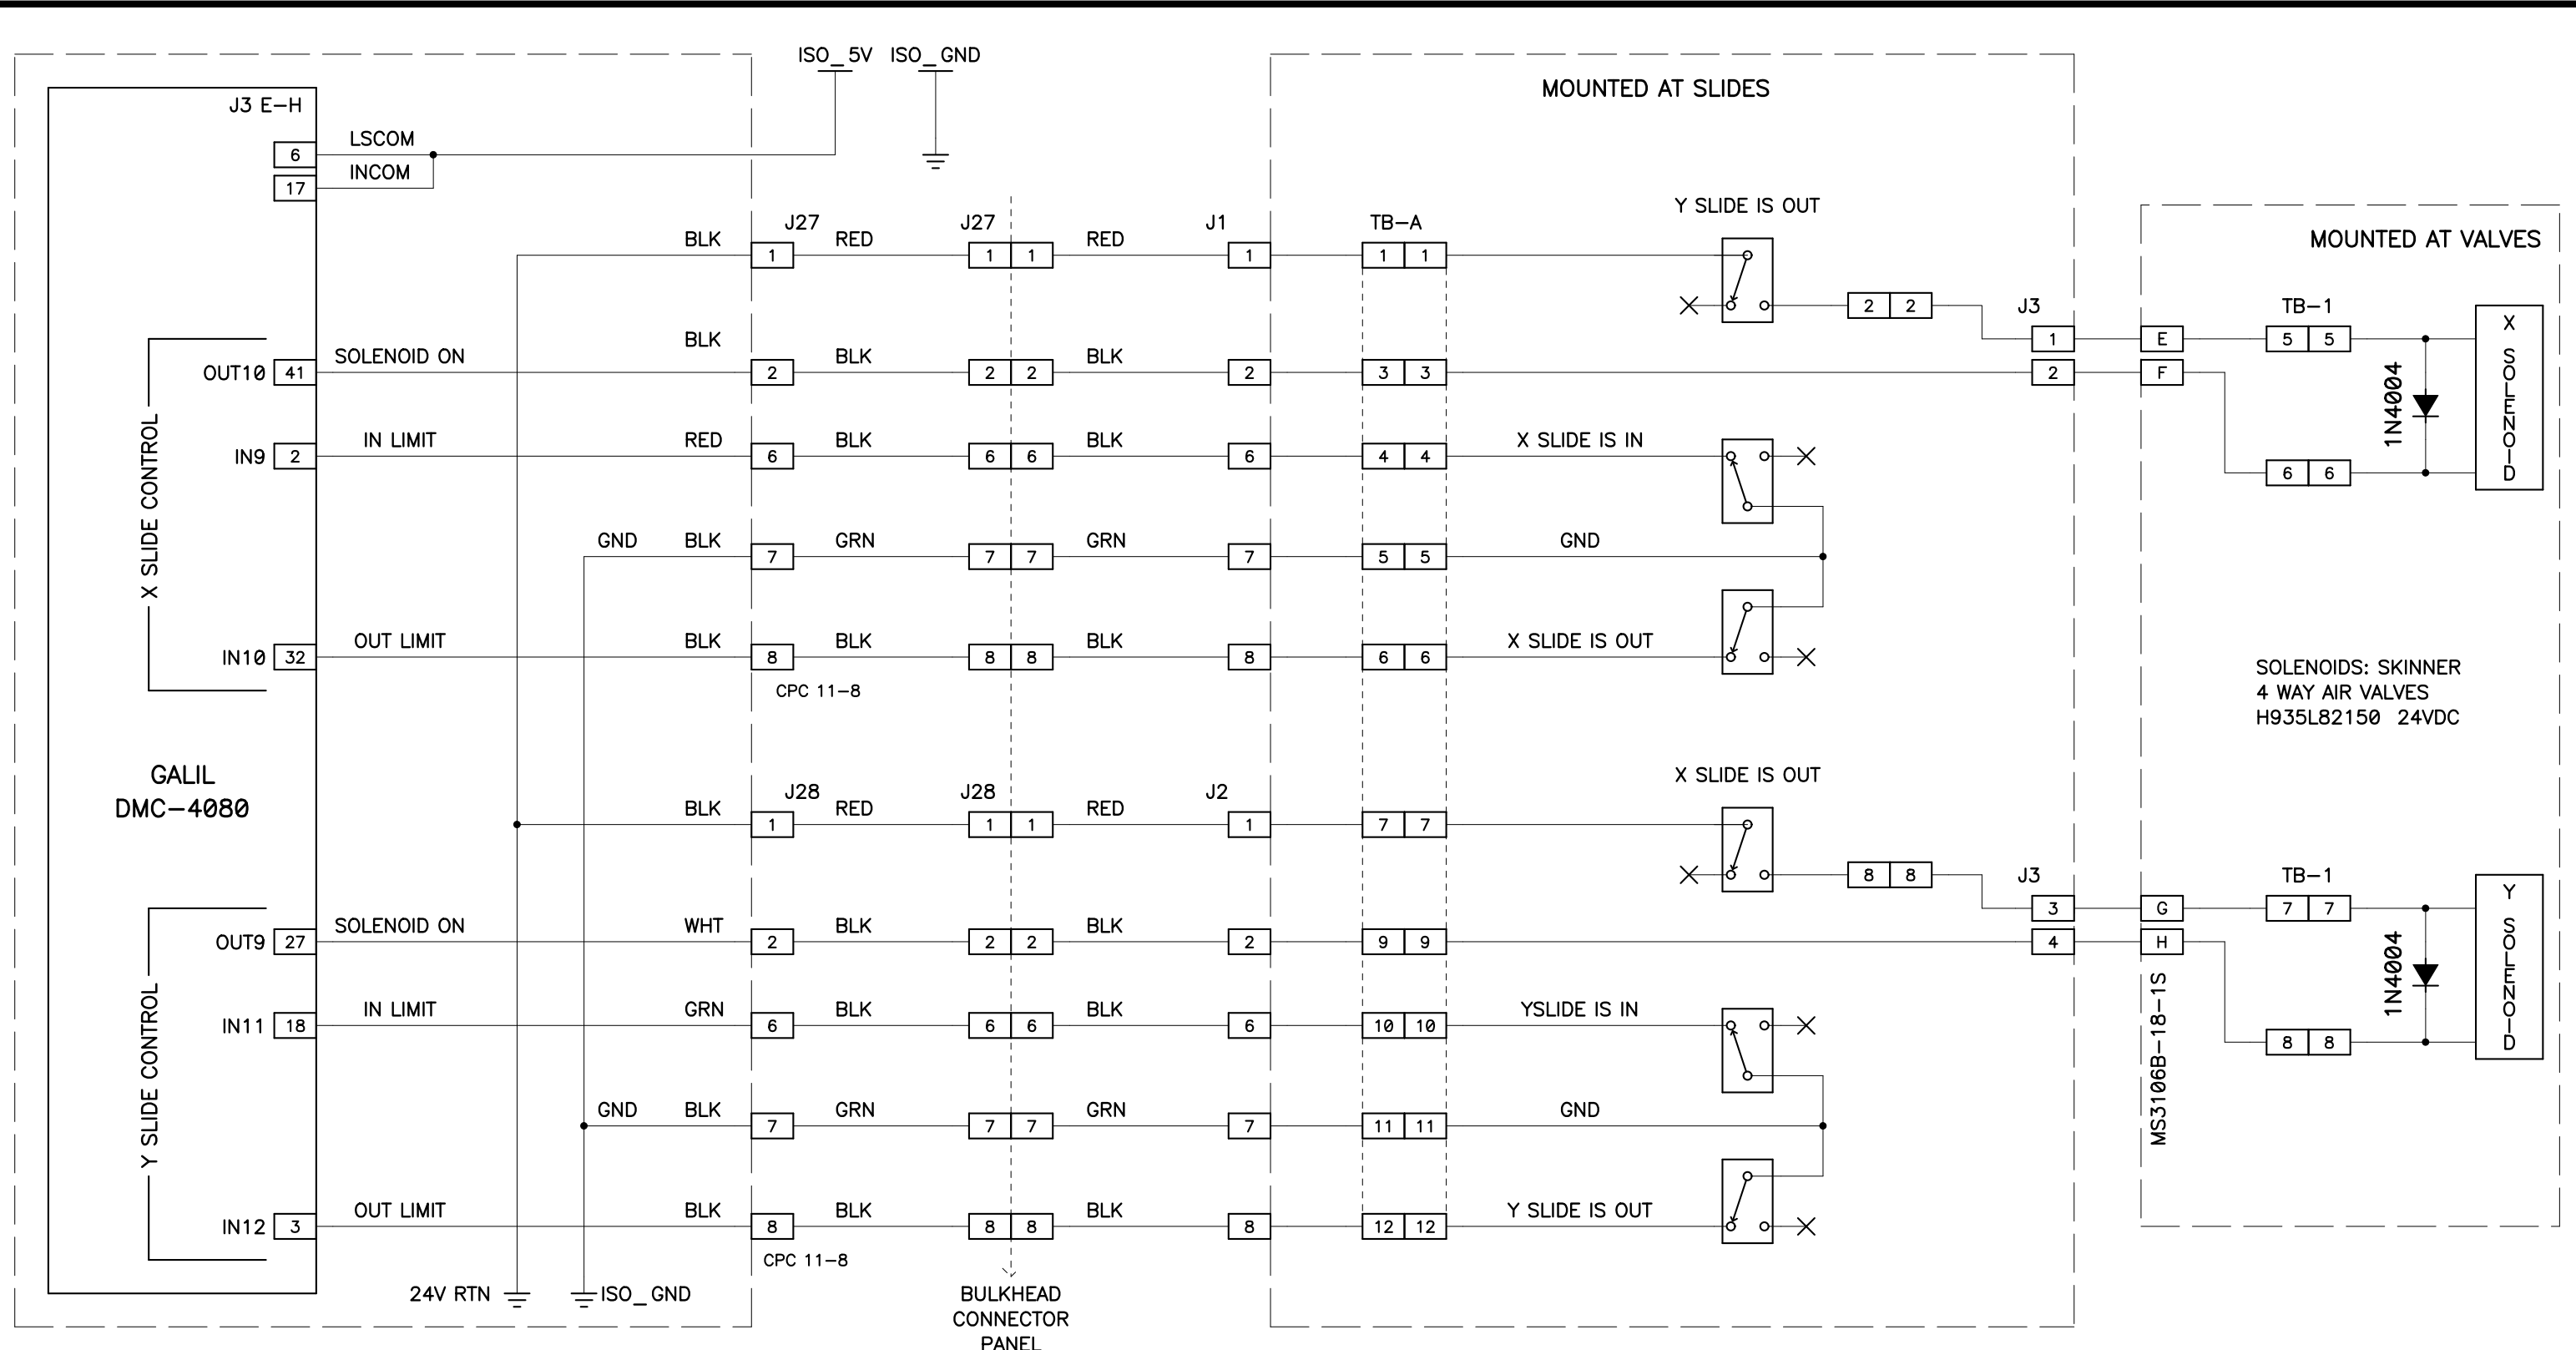 ISO_5V ISO_GND
J3 E-H
MOUNTED AT SLIDES
6 LSCOM
17 INCOM
Y SLIDE IS OUT
J27 J27 J1 TB-A
MOUNTED AT VALVES
BLK 1 RED 1 1 RED 1 1 1
2 2 J3 TB-1
BLK 1 E 5 5
OUT10 41 SOLENOID ON 2 BLK 2 2 BLK 2 3 3 2 F
1N4004
X SOLENOID
X SLIDE CONTROL
IN9 2 IN LIMIT RED 6 BLK 6 6 BLK 6 4 4 X SLIDE IS IN
6 6
GND BLK 7 GRN 7 7 GRN 7 5 5 GND
IN10 32 OUT LIMIT BLK 8 BLK 8 8 BLK 8 6 6 X SLIDE IS OUT
CPC 11-8
SOLENOIDS: SKINNER
4 WAY AIR VALVES
H935L82150 24VDC
GALIL
DMC-4080
X SLIDE IS OUT
J28 J28 J2
BLK 1 RED 1 1 RED 1 7 7
8 8 J3 TB-1
3 G 7 7
OUT9 27 SOLENOID ON WHT 2 BLK 2 2 BLK 2 9 9 4 H
1N4004
Y SOLENOID
Y SLIDE CONTROL
IN11 18 IN LIMIT GRN 6 BLK 6 6 BLK 6 10 10 YSLIDE IS IN
8 8
MS3106B-18-1S
GND BLK 7 GRN 7 7 GRN 7 11 11 GND
IN12 3 OUT LIMIT BLK 8 BLK 8 8 BLK 8 12 12 Y SLIDE IS OUT
CPC 11-8
24V RTN ISO_GND
BULKHEAD
CONNECTOR
PANEL